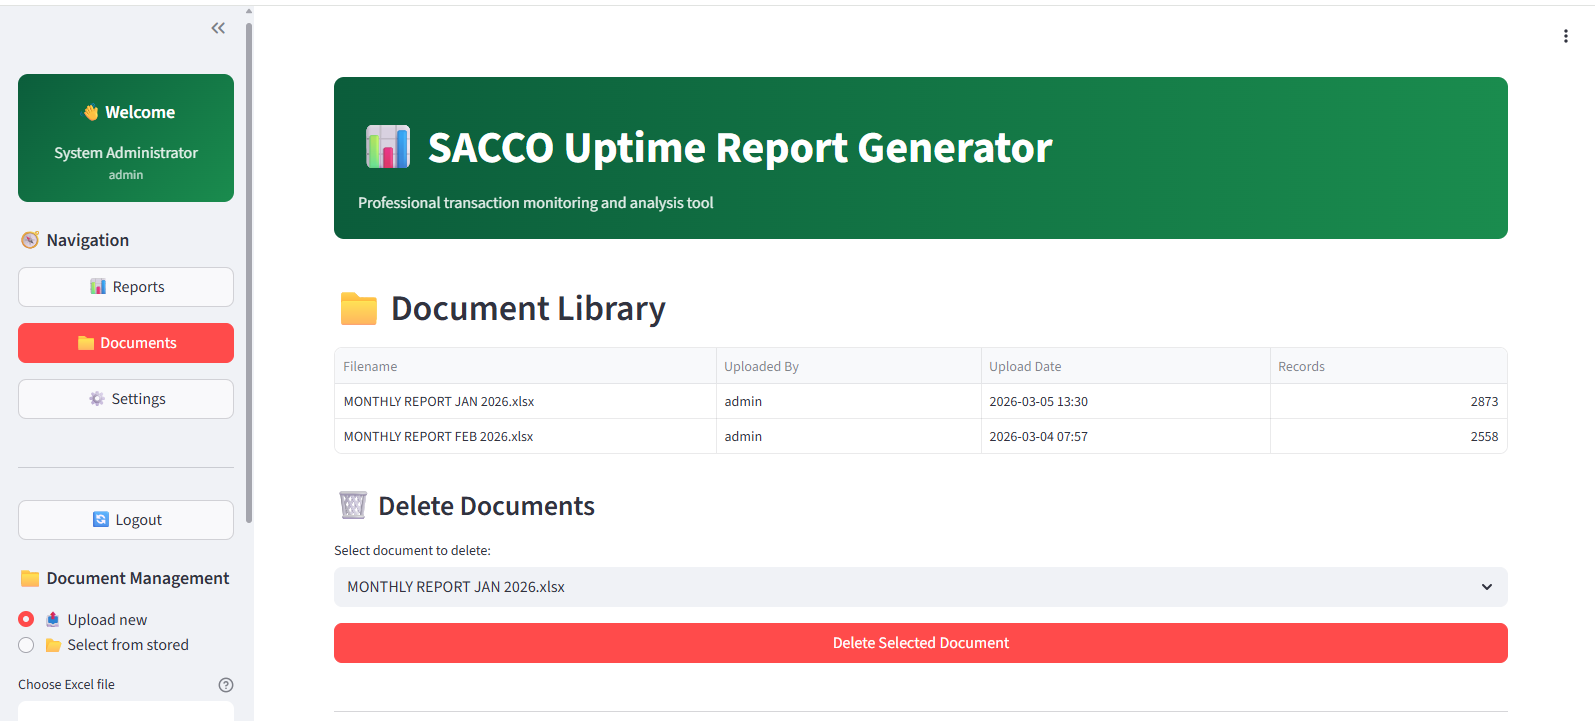 Welcome
System Administrator
admin
Navigation
Reports
Documents
Settings
Logout
Document Management
Upload new
Select from stored
Choose Excel file
SACCO Uptime Report Generator
Professional transaction monitoring and analysis tool
Document Library
Filename Uploaded By Upload Date Records
MONTHLY REPORT JAN 2026.xlsx admin 2026-03-05 13:30 2873
MONTHLY REPORT FEB 2026.xlsx admin 2026-03-04 07:57 2558
Delete Documents
Select document to delete:
MONTHLY REPORT JAN 2026.xlsx
Delete Selected Document